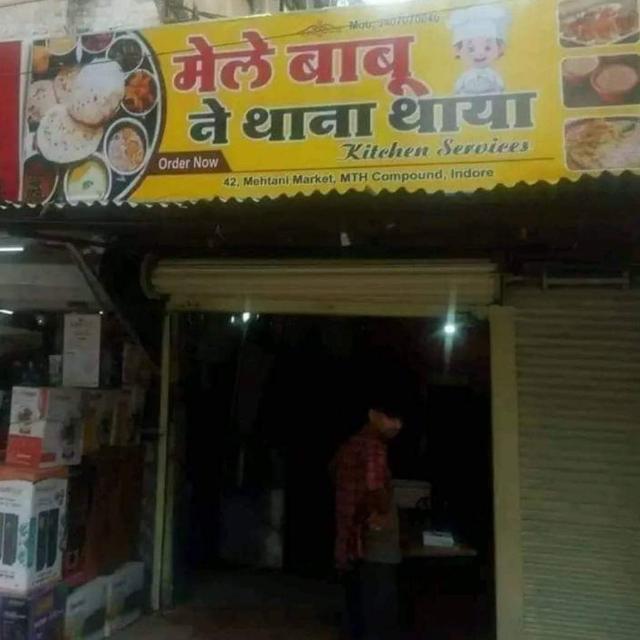 मेले बाबू
ने थाना थाया
Kitchen Services
Order Now
42, Mehtani Market, MTH Compound, Indore